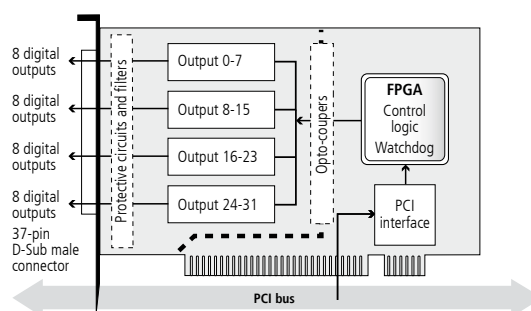 8 digital
outputs
8 digital
outputs
8 digital
outputs
8 digital
outputs
37-pin
D-Sub male
connector
Protective circuits and filters
Output 0-7
Output 8-15
Output 16-23
Output 24-31
Opto-coupers
FPGA
Control
logic
Watchdog
PCI
interface
PCI bus